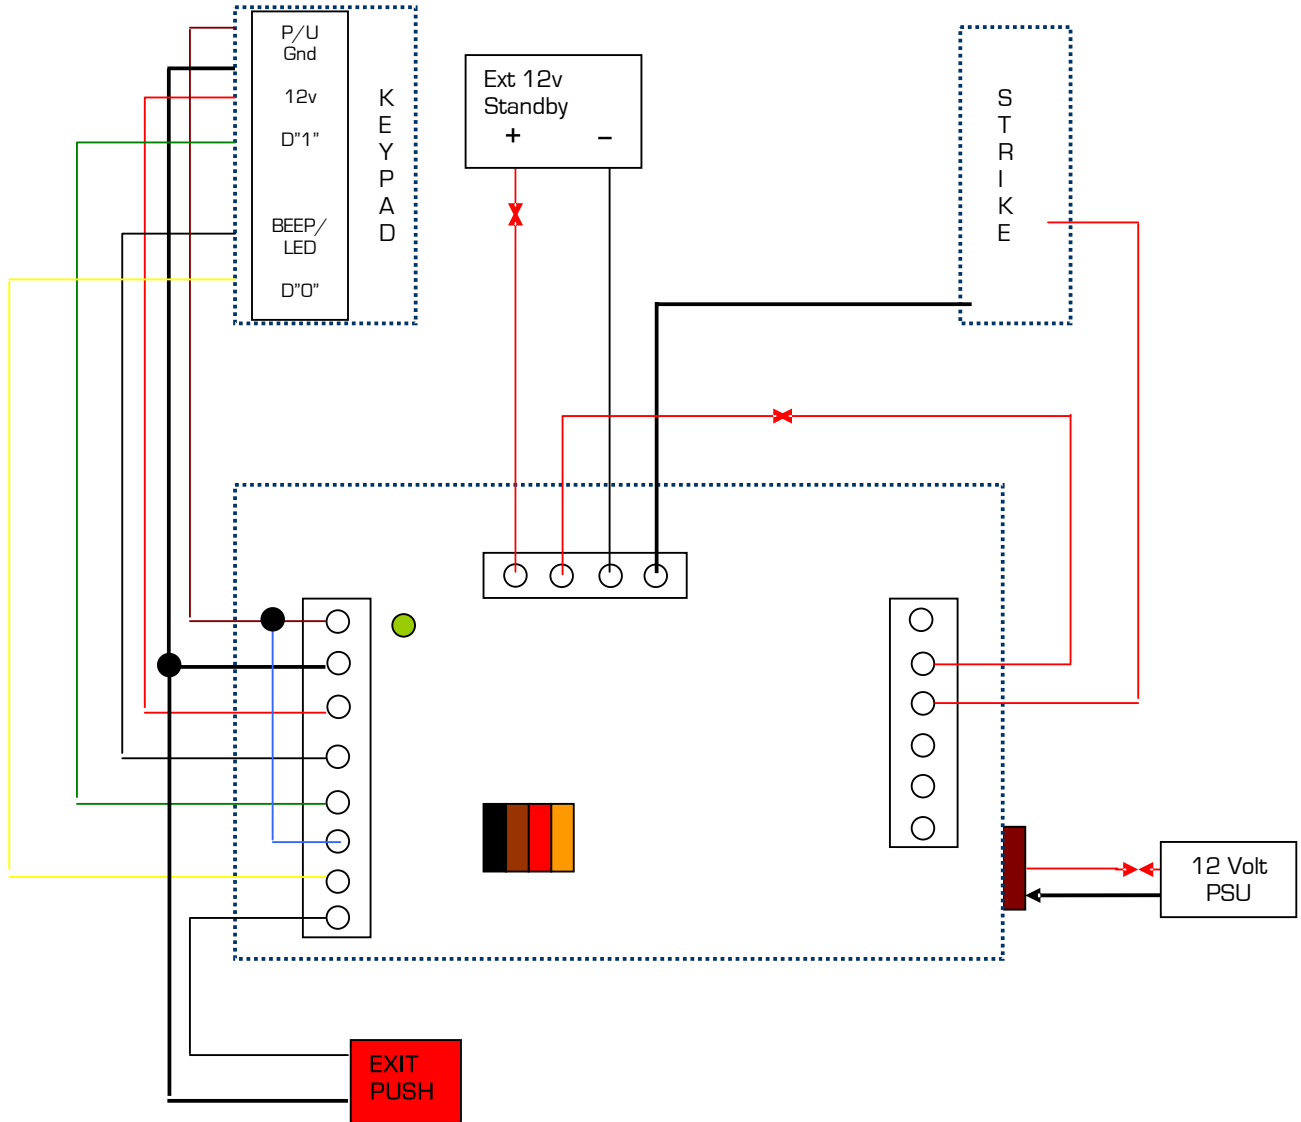 P/U
Gnd
12v
D"1"
BEEP/
LED
D"0"
K
E
Y
P
A
D
Ext 12v
Standby
+ −
S
T
R
I
K
E
12 Volt
PSU
EXIT
PUSH